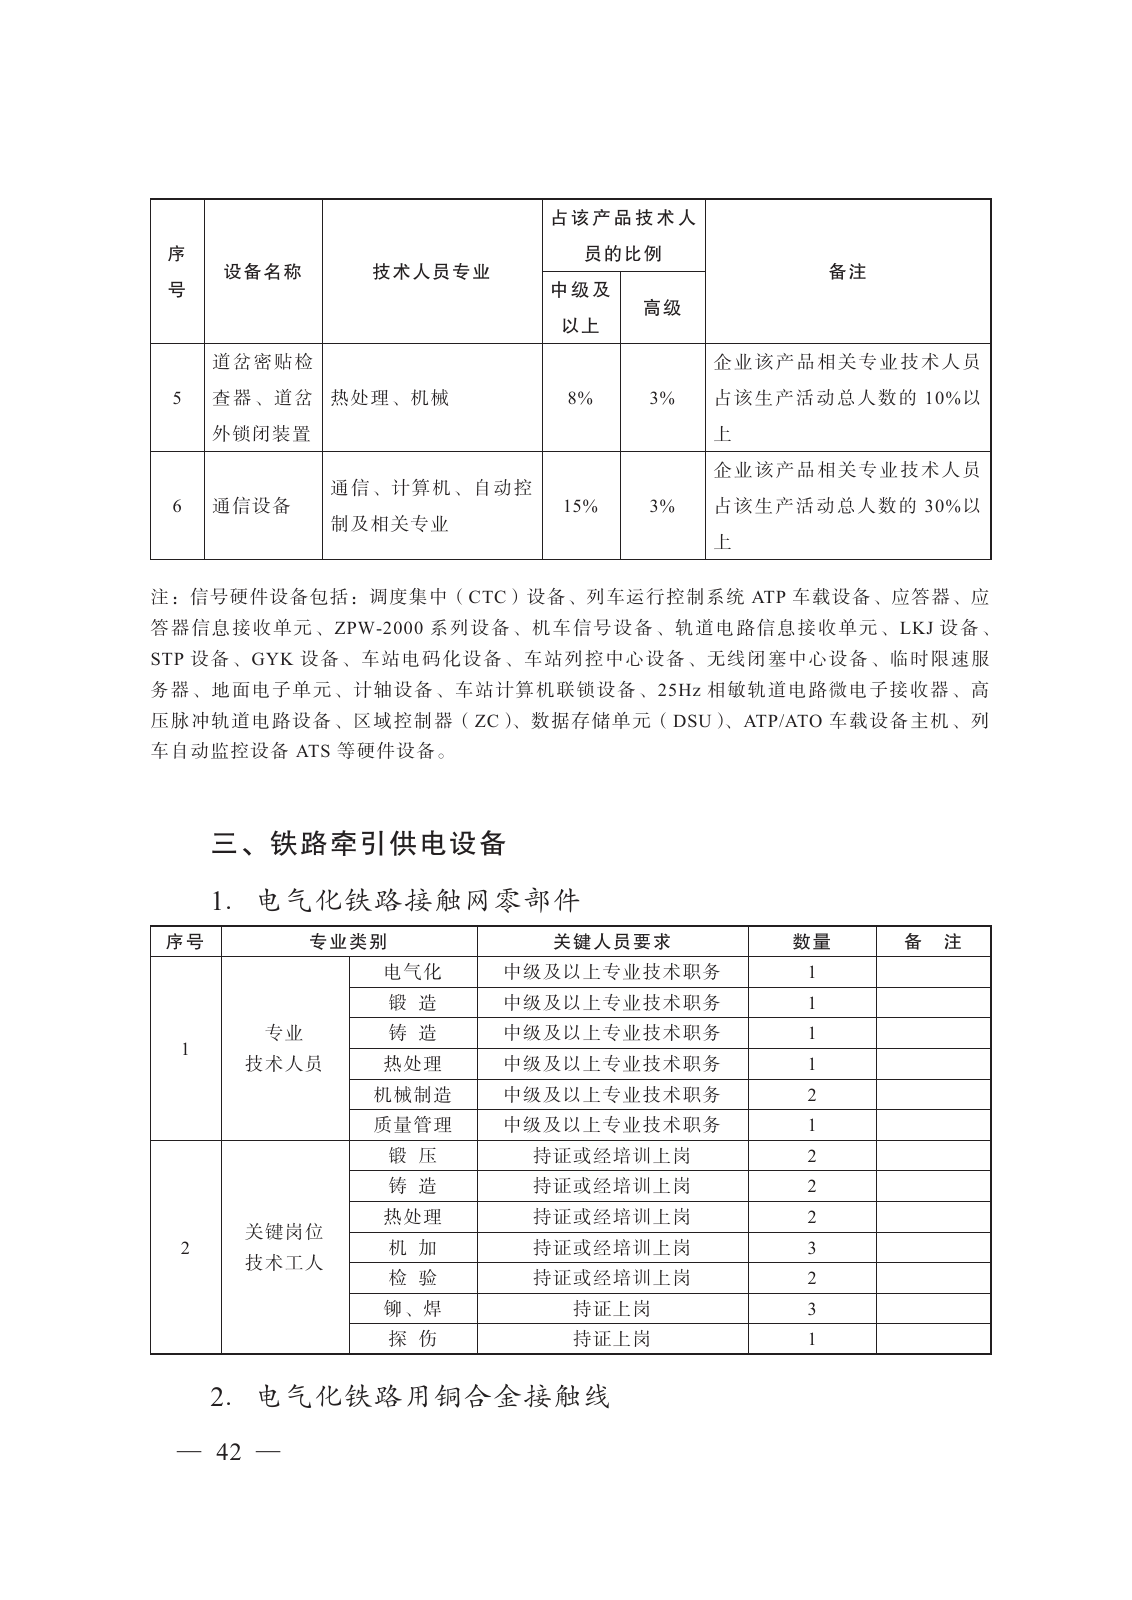 序号 设备名称 技术人员专业 占该产品技术人员的比例 备注
中级及以上 高级
5 道岔密贴检查器、道岔外锁闭装置 热处理、机械 8% 3% 企业该产品相关专业技术人员占该生产活动总人数的 10%以上
6 通信设备 通信、计算机、自动控制及相关专业 15% 3% 企业该产品相关专业技术人员占该生产活动总人数的 30%以上
注：信号硬件设备包括：调度集中（CTC）设备、列车运行控制系统 ATP 车载设备、应答器、应
答器信息接收单元、ZPW-2000 系列设备、机车信号设备、轨道电路信息接收单元、LKJ 设备、
STP 设备、GYK 设备、车站电码化设备、车站列控中心设备、无线闭塞中心设备、临时限速服
务器、地面电子单元、计轴设备、车站计算机联锁设备、25Hz 相敏轨道电路微电子接收器、高
压脉冲轨道电路设备、区域控制器（ZC）、数据存储单元（DSU）、ATP/ATO 车载设备主机、列
车自动监控设备 ATS 等硬件设备。
三、铁路牵引供电设备
1. 电气化铁路接触网零部件
序号 专业类别 关键人员要求 数量 备 注
1 专业技术人员 电气化 中级及以上专业技术职务 1
锻 造 中级及以上专业技术职务 1
铸 造 中级及以上专业技术职务 1
热处理 中级及以上专业技术职务 1
机械制造 中级及以上专业技术职务 2
质量管理 中级及以上专业技术职务 1
2 关键岗位技术工人 锻 压 持证或经培训上岗 2
铸 造 持证或经培训上岗 2
热处理 持证或经培训上岗 2
机 加 持证或经培训上岗 3
检 验 持证或经培训上岗 2
铆、焊 持证上岗 3
探 伤 持证上岗 1
2. 电气化铁路用铜合金接触线
— 42 —